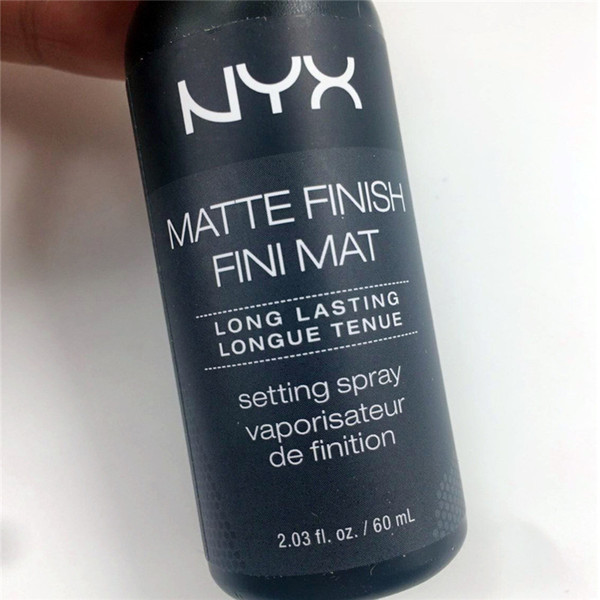 NYX
MATTE FINISH
FINI MAT
LONG LASTING
LONGUE TENUE
setting spray
vaporisateur
de finition
2.03 fl. oz. / 60 mL